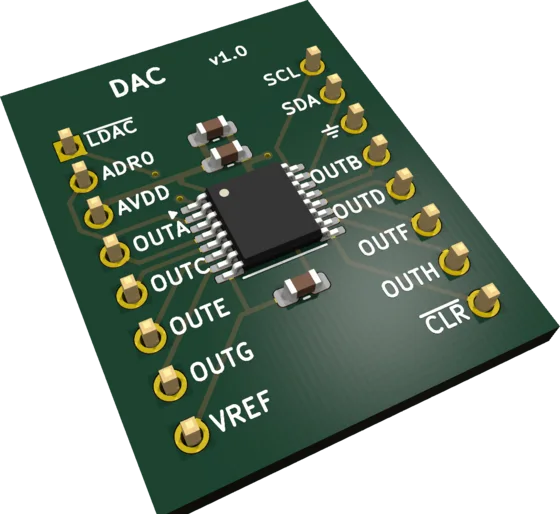 DAC v1.0
LDAC
ADR0
AVDD
OUTA
OUTC
OUTE
OUTG
VREF
SCL
SDA
OUTB
OUTD
OUTF
OUTH
CLR